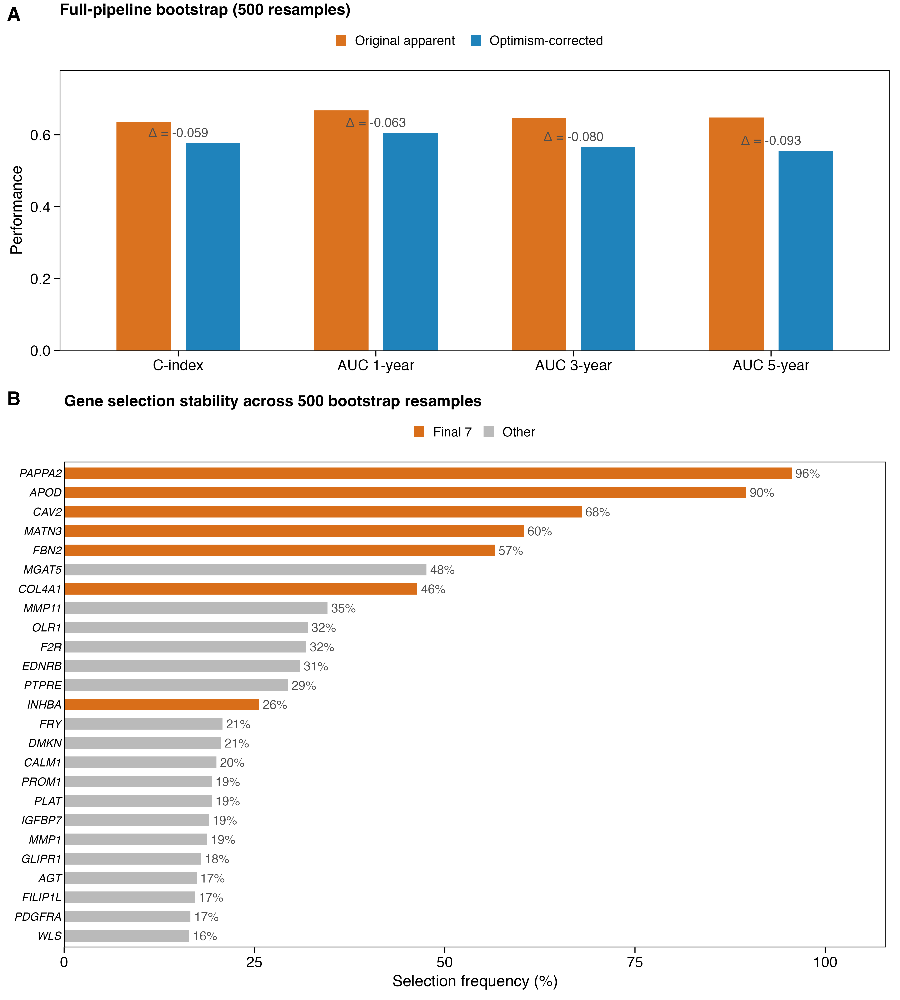 A
Full-pipeline bootstrap (500 resamples)
Original apparent
Optimism-corrected
Performance
0.6
0.4
0.2
0.0
Δ = -0.059
Δ = -0.063
Δ = -0.080
Δ = -0.093
C-index
AUC 1-year
AUC 3-year
AUC 5-year
B
Gene selection stability across 500 bootstrap resamples
Final 7
Other
PAPPA2 96%
APOD 90%
CAV2 68%
MATN3 60%
FBN2 57%
MGAT5 48%
COL4A1 46%
MMP11 35%
OLR1 32%
F2R 32%
EDNRB 31%
PTPRE 29%
INHBA 26%
FRY 21%
DMKN 21%
CALM1 20%
PROM1 19%
PLAT 19%
IGFBP7 19%
MMP1 19%
GLIPR1 18%
AGT 17%
FILIP1L 17%
PDGFRA 17%
WLS 16%
0
25
50
75
100
Selection frequency (%)